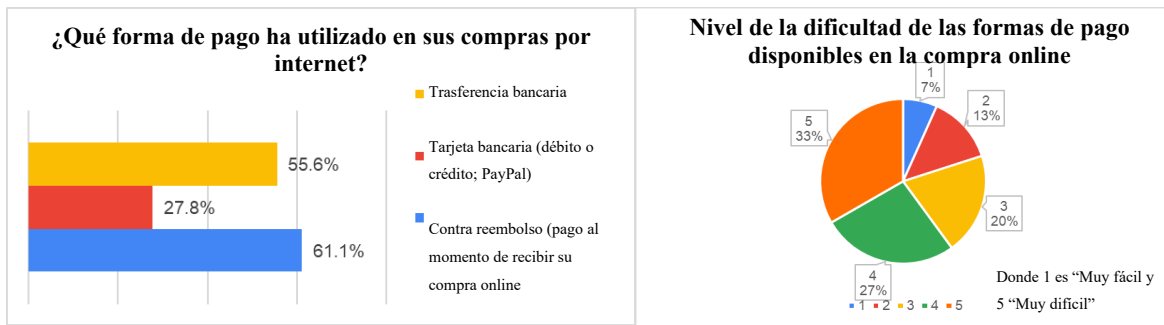 ¿Qué forma de pago ha utilizado en sus compras por
internet?
Trasferencia bancaria
Tarjeta bancaria (débito o
crédito; PayPal)
Contra reembolso (pago al
momento de recibir su
compra online
55.6%
27.8%
61.1%
Nivel de la dificultad de las formas de pago
disponibles en la compra online
1
7%
2
13%
3
20%
4
27%
5
33%
1 2 3 4 5
Donde 1 es “Muy fácil y
5 “Muy difícil”